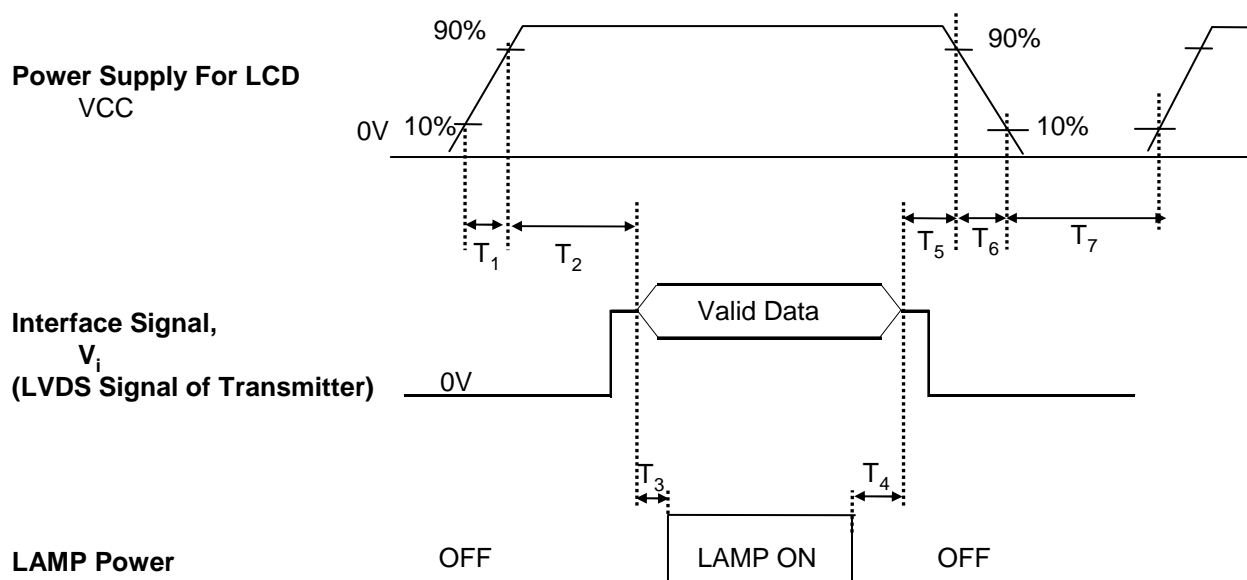 90%
90%
Power Supply For LCD
VCC
0V
10%
10%
T1
T2
T5
T6
T7
Valid Data
Interface Signal,
Vi
(LVDS Signal of Transmitter)
0V
T3
T4
LAMP Power
OFF
LAMP ON
OFF